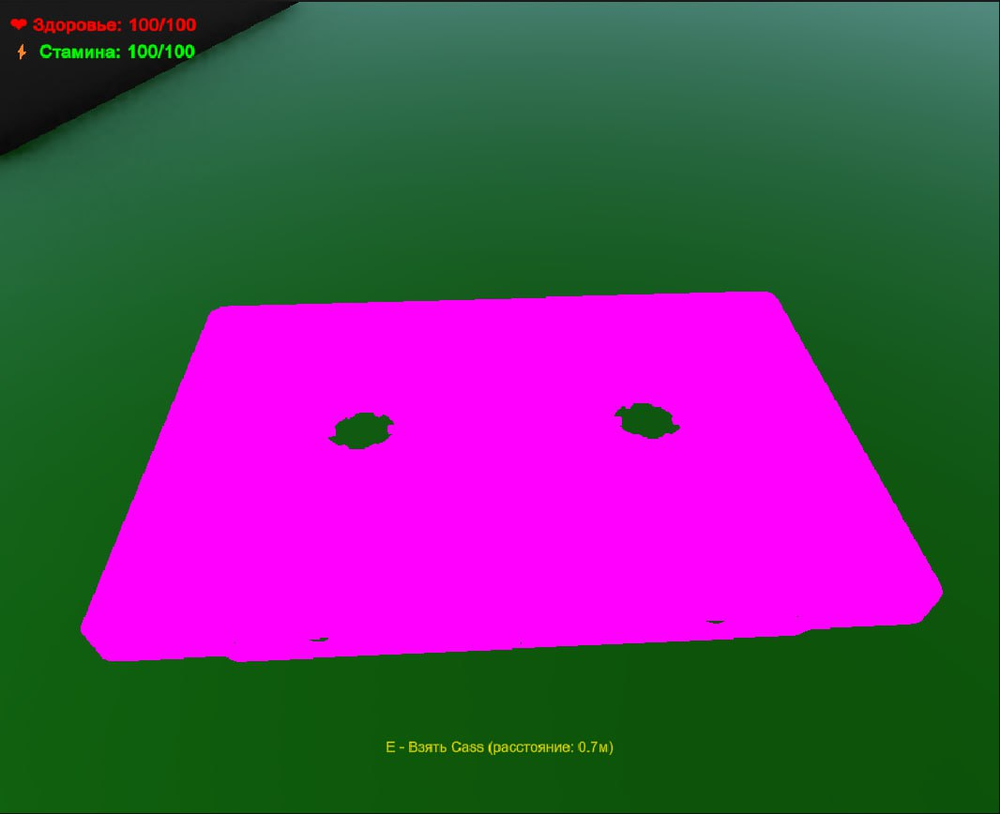 ❤ Здоровье: 100/100
⚡ Стамина: 100/100
E - Взять Cass (расстояние: 0.7м)